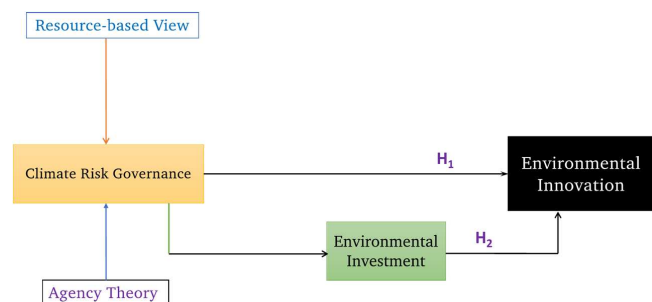 Resource-based View
Climate Risk Governance
H1
Environmental
Innovation
Environmental
Investment
H2
Agency Theory